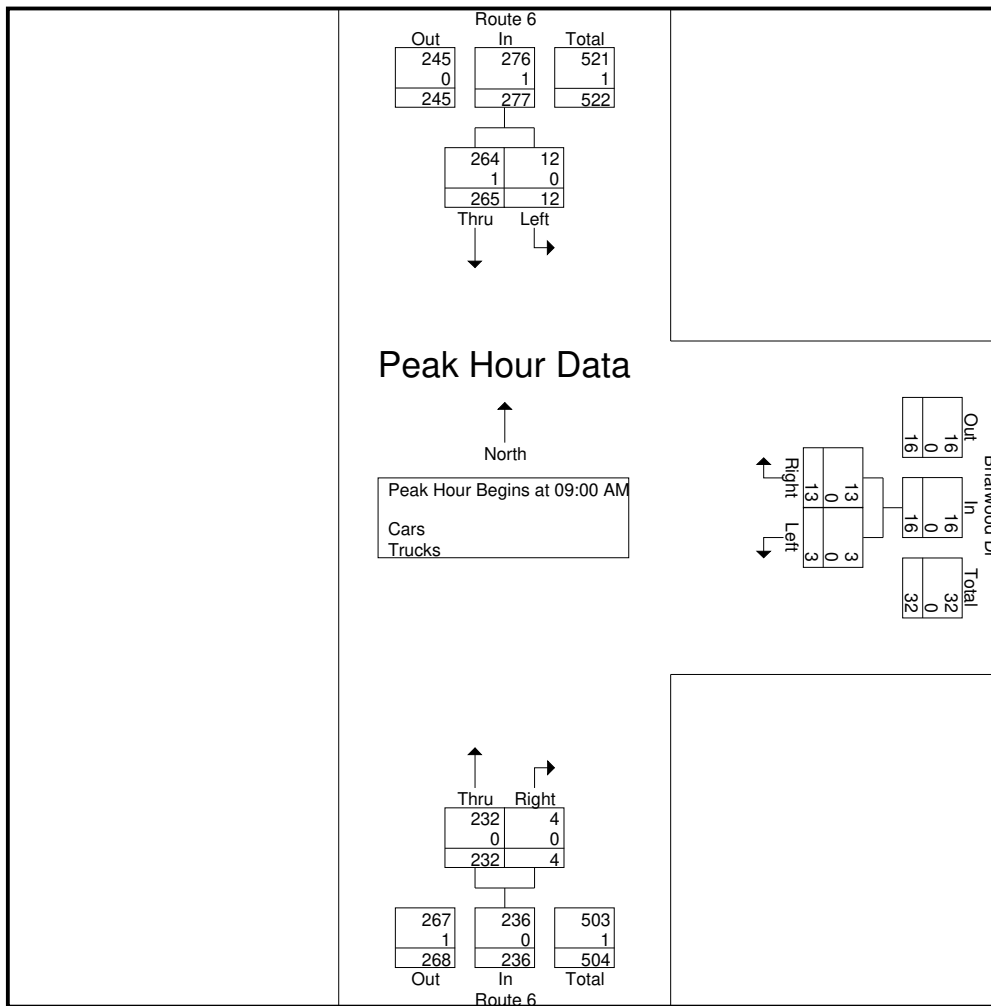 Route 6
Out In Total
245 276 521
0 1 1
245 277 522
264 12
1 0
265 12
Thru Left
Peak Hour Data
North
Peak Hour Begins at 09:00 AM
Cars
Trucks
Out In Total
16 16 32
0 0 0
16 16 32
Right Left
13 3
0 0
13 3
Thru Right
232 4
0 0
232 4
267 236 503
1 0 1
268 236 504
Out In Total
Route 6